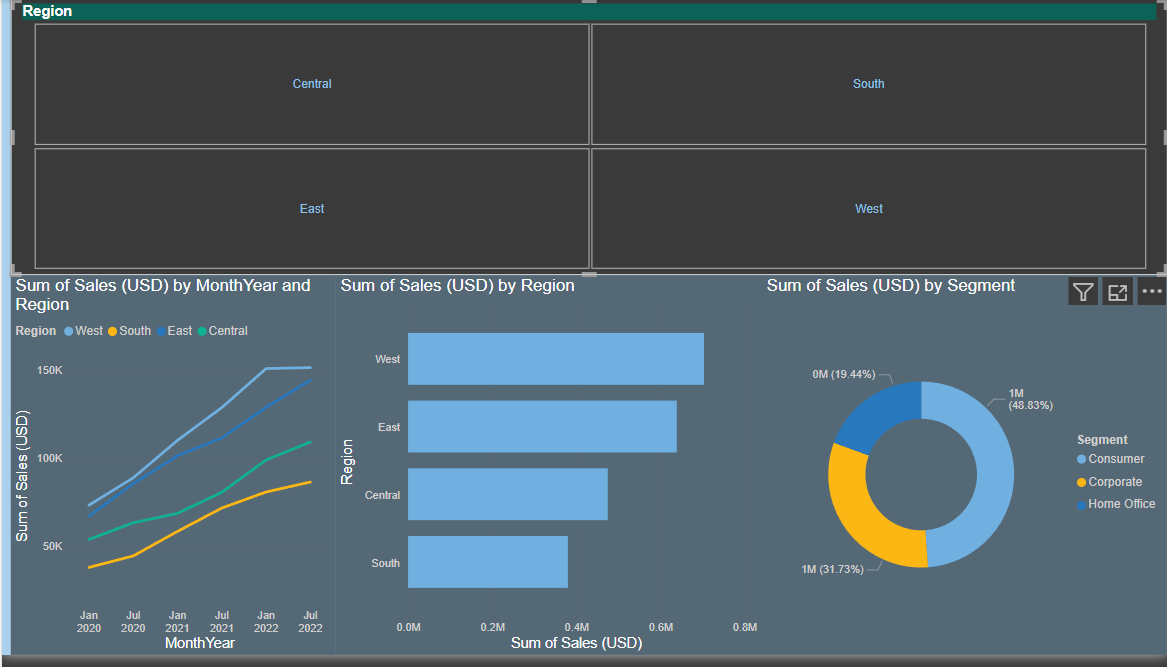 Region
Central
South
East
West
Sum of Sales (USD) by MonthYear and
Region
Region West South East Central
150K
100K
50K
Sum of Sales (USD)
Jan 2020
Jul 2020
Jan 2021
Jul 2021
Jan 2022
Jul 2022
MonthYear
Sum of Sales (USD) by Region
Region
West
East
Central
South
0.0M 0.2M 0.4M 0.6M 0.8M
Sum of Sales (USD)
Sum of Sales (USD) by Segment
0M (19.44%)
1M
(48.83%)
1M (31.73%)
Segment
Consumer
Corporate
Home Office